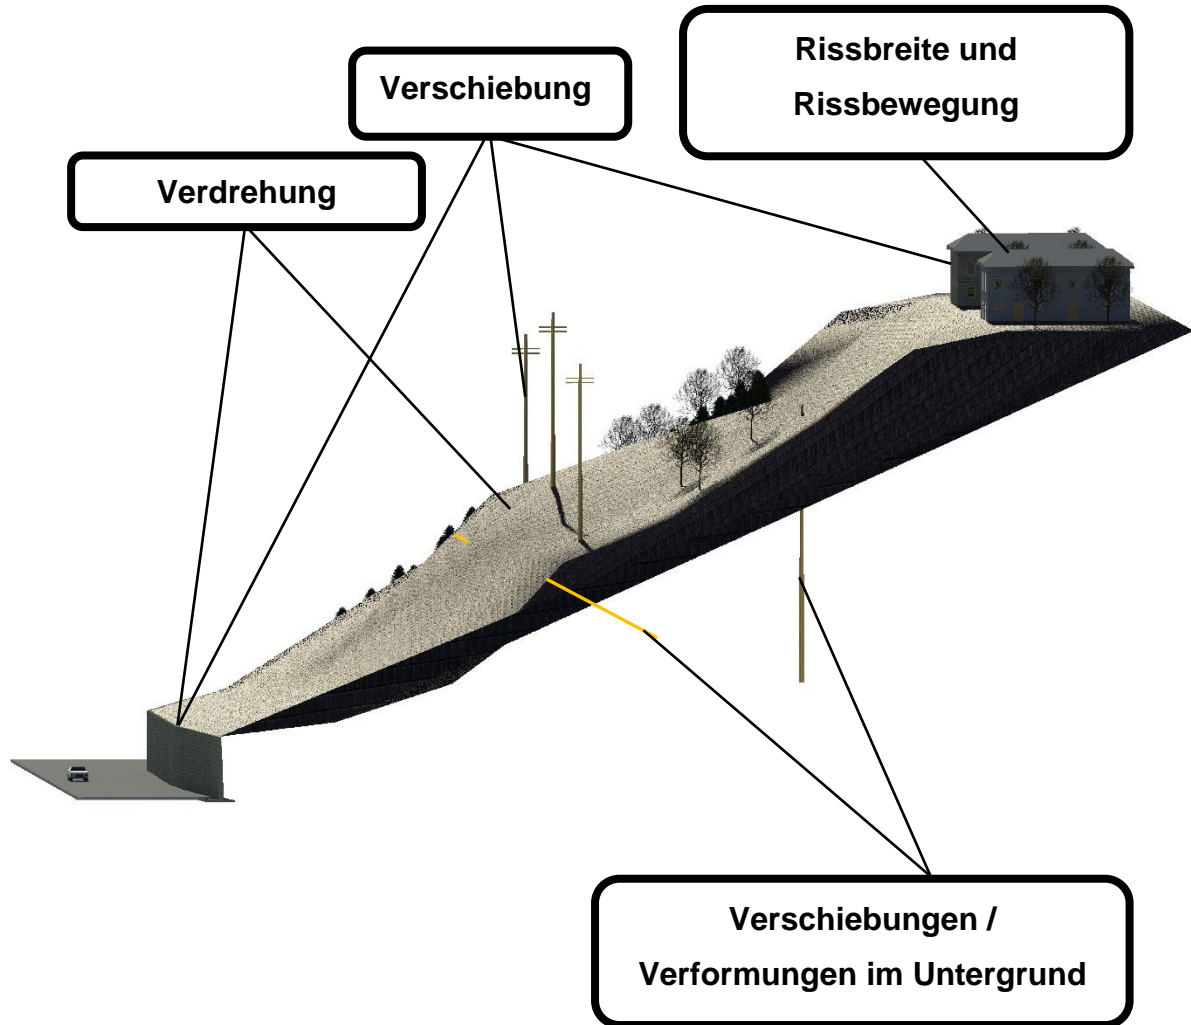 Rissbreite und
Rissbewegung
Verschiebung
Verdrehung
Verschiebungen /
Verformungen im Untergrund